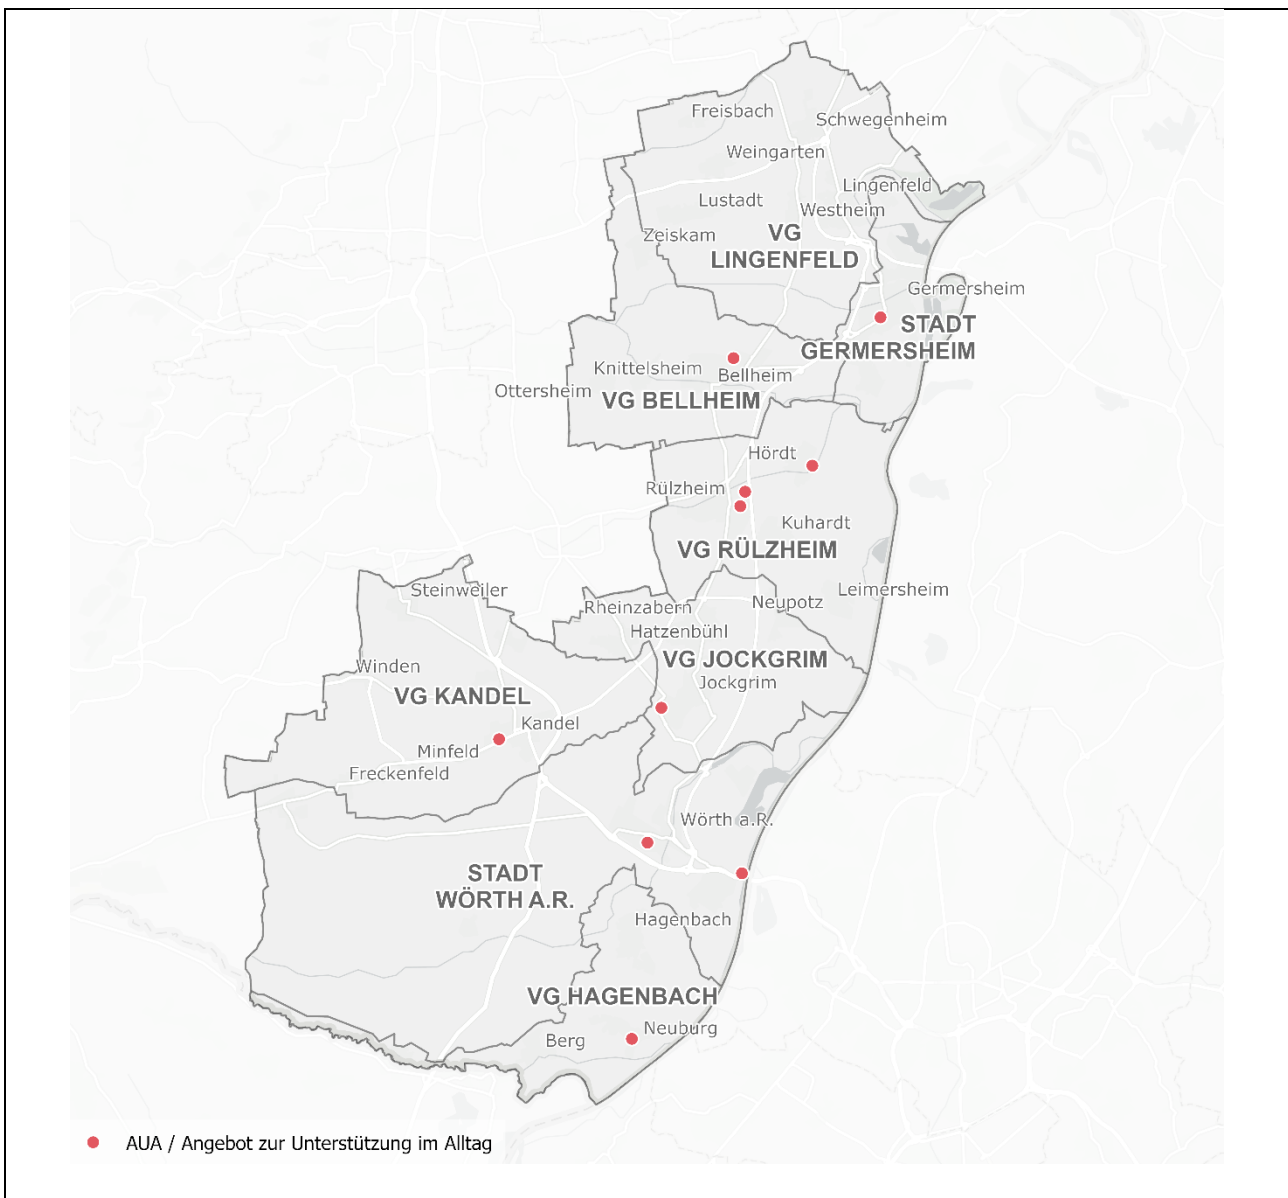 Freisbach
Schwegenheim
Weingarten
Lingenfeld
Lustadt
Westheim
Zeiskam
VG
LINGENFELD
Germersheim
STADT
GERMERSHEIM
Knittelsheim
Bellheim
Ottersheim
VG BELLHEIM
Hördt
Rülzheim
Kuhardt
VG RÜLZHEIM
Steinweiler
Leimersheim
Rheinzabern
Neupotz
Hatzenbühl
VG JOCKGRIM
Winden
Jockgrim
VG KANDEL
Kandel
Minfeld
Freckenfeld
Wörth a.R.
STADT
WÖRTH A.R.
Hagenbach
VG HAGENBACH
Neuburg
Berg
AUA / Angebot zur Unterstützung im Alltag